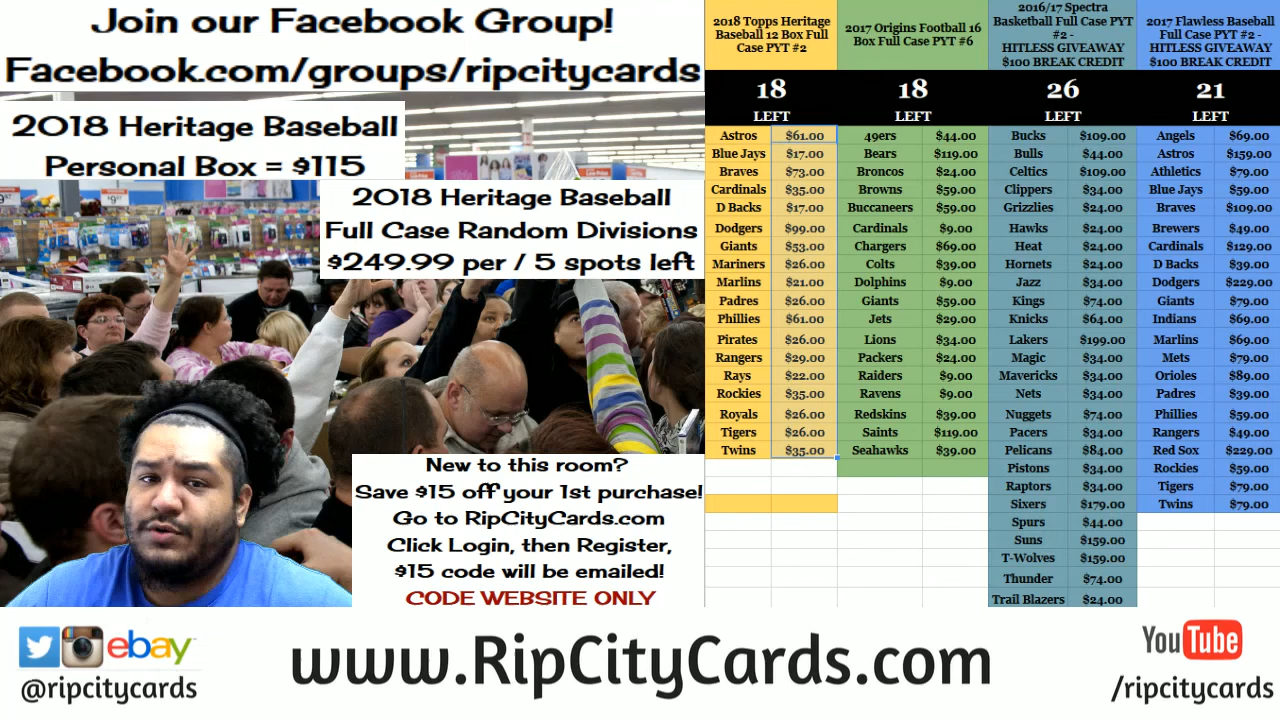 Join our Facebook Group!
Facebook.com/groups/ripcitycards
2018 Heritage Baseball
Personal Box = $115
2018 Heritage Baseball
Full Case Random Divisions
$249.99 per / 5 spots left
New to this room?
Save $15 off your 1st purchase!
Go to RipCityCards.com
Click Login, then Register,
$15 code will be emailed!
CODE WEBSITE ONLY
2018 Topps Heritage
Baseball 12 Box Full
Case PYT #2
18
LEFT
Astros $61.00
Blue Jays $17.00
Braves $73.00
Cardinals $35.00
D Backs $17.00
Dodgers $99.00
Giants $53.00
Mariners $26.00
Marlins $21.00
Padres $26.00
Phillies $61.00
Pirates $26.00
Rangers $29.00
Rays $22.00
Rockies $35.00
Royals $26.00
Tigers $26.00
Twins $35.00
2017 Origins Football 16
Box Full Case PYT #6
18
LEFT
49ers $44.00
Bears $119.00
Broncos $24.00
Browns $59.00
Buccaneers $59.00
Cardinals $9.00
Chargers $69.00
Colts $39.00
Dolphins $9.00
Giants $59.00
Jets $29.00
Lions $34.00
Packers $24.00
Raiders $9.00
Ravens $9.00
Redskins $39.00
Saints $119.00
Seahawks $39.00
2016/17 Spectra
Basketball Full Case PYT
#2 -
HITLESS GIVEAWAY
$100 BREAK CREDIT
26
LEFT
Bucks $109.00
Bulls $44.00
Celtics $109.00
Clippers $34.00
Grizzlies $24.00
Hawks $24.00
Heat $24.00
Hornets $24.00
Jazz $34.00
Kings $74.00
Knicks $64.00
Lakers $199.00
Magic $34.00
Mavericks $34.00
Nets $34.00
Nuggets $74.00
Pacers $34.00
Pelicans $84.00
Pistons $34.00
Raptors $34.00
Sixers $179.00
Spurs $44.00
Suns $159.00
T-Wolves $159.00
Thunder $74.00
Trail Blazers $24.00
2017 Flawless Baseball
Full Case PYT #2 -
HITLESS GIVEAWAY
$100 BREAK CREDIT
21
LEFT
Angels $69.00
Astros $159.00
Athletics $79.00
Blue Jays $59.00
Braves $109.00
Brewers $49.00
Cardinals $129.00
D Backs $39.00
Dodgers $229.00
Giants $79.00
Indians $69.00
Marlins $69.00
Mets $79.00
Orioles $89.00
Padres $39.00
Phillies $59.00
Rangers $49.00
Red Sox $229.00
Rockies $59.00
Tigers $79.00
Twins $79.00
ebay
@ripcitycards
www.RipCityCards.com
YouTube
/ripcitycards